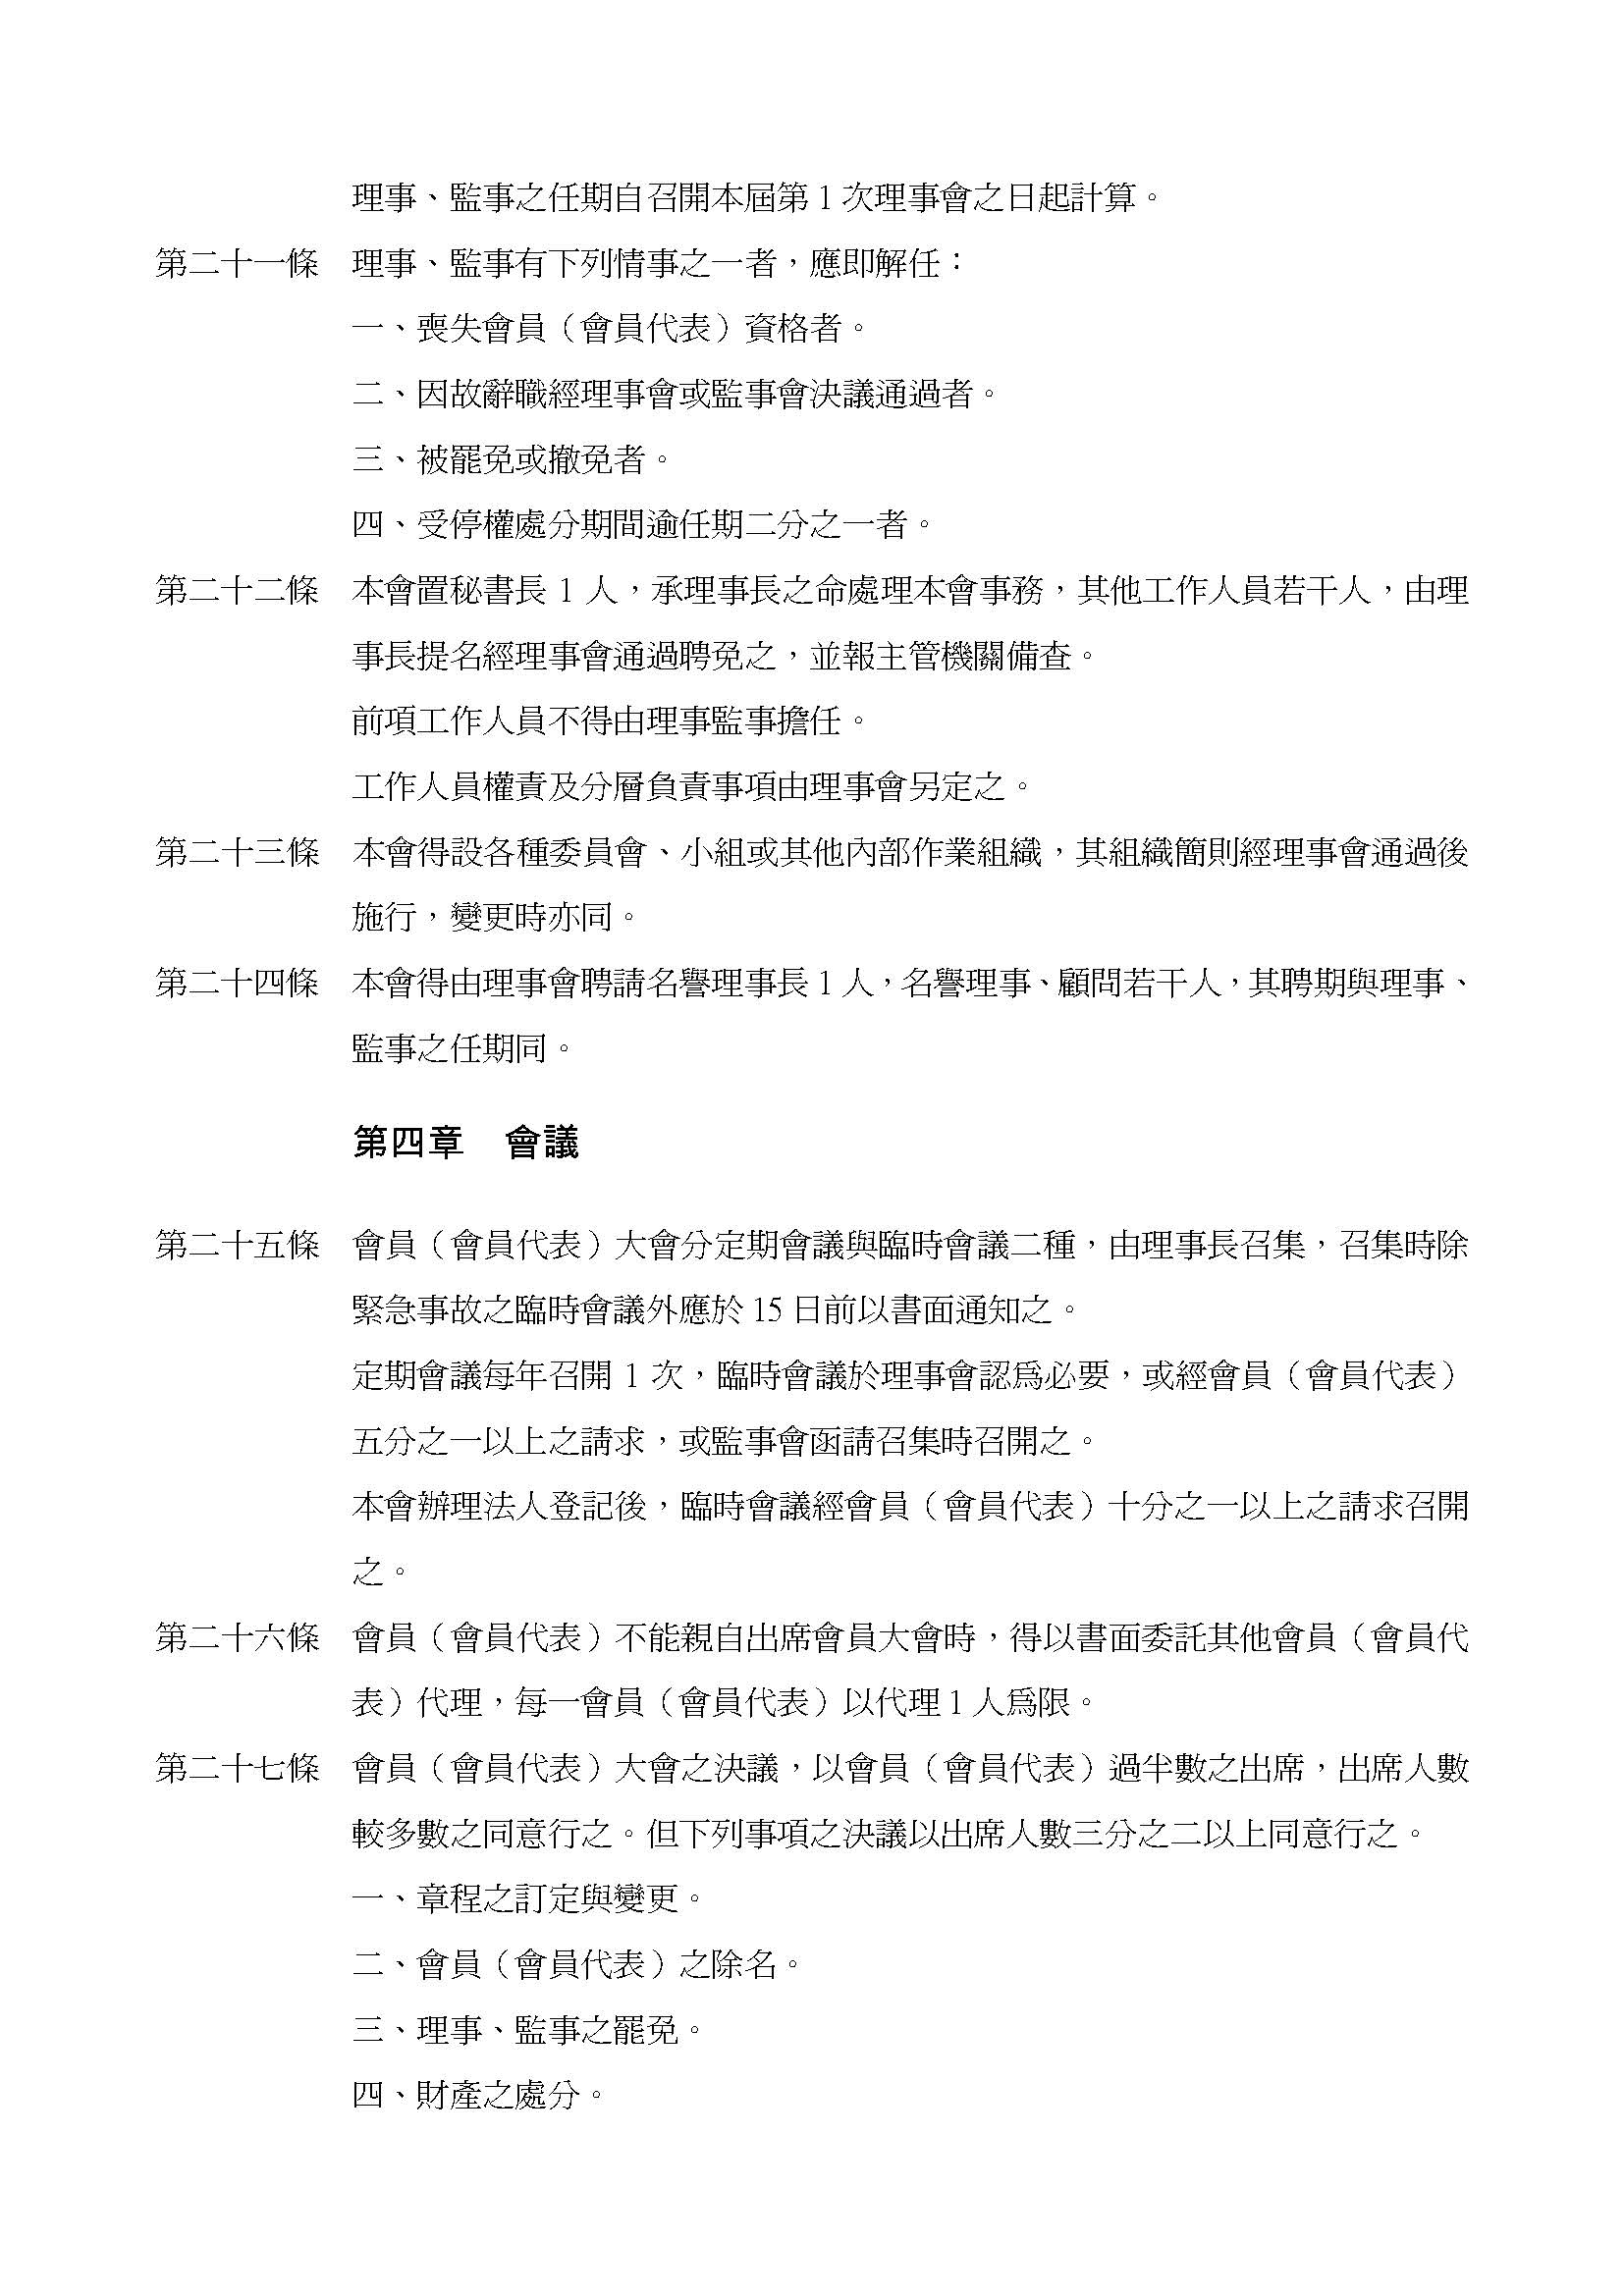 理事、監事之任期自召開本屆第 1 次理事會之日起計算。
第二十一條　理事、監事有下列情事之一者，應即解任：
一、喪失會員（會員代表）資格者。
二、因故辭職經理事會或監事會決議通過者。
三、被罷免或撤免者。
四、受停權處分期間逾任期二分之一者。
第二十二條　本會置秘書長 1 人，承理事長之命處理本會事務，其他工作人員若干人，由理
事長提名經理事會通過聘免之，並報主管機關備查。
前項工作人員不得由理事監事擔任。
工作人員權責及分層負責事項由理事會另定之。
第二十三條　本會得設各種委員會、小組或其他內部作業組織，其組織簡則經理事會通過後
施行，變更時亦同。
第二十四條　本會得由理事會聘請名譽理事長 1 人，名譽理事、顧問若干人，其聘期與理事、
監事之任期同。
第四章　會議
第二十五條　會員（會員代表）大會分定期會議與臨時會議二種，由理事長召集，召集時除
緊急事故之臨時會議外應於 15 日前以書面通知之。
定期會議每年召開 1 次，臨時會議於理事會認為必要，或經會員（會員代表）
五分之一以上之請求，或監事會函請召集時召開之。
本會辦理法人登記後，臨時會議經會員（會員代表）十分之一以上之請求召開
之。
第二十六條　會員（會員代表）不能親自出席會員大會時，得以書面委託其他會員（會員代
表）代理，每一會員（會員代表）以代理 1 人為限。
第二十七條　會員（會員代表）大會之決議，以會員（會員代表）過半數之出席，出席人數
較多數之同意行之。但下列事項之決議以出席人數三分之二以上同意行之。
一、章程之訂定與變更。
二、會員（會員代表）之除名。
三、理事、監事之罷免。
四、財產之處分。